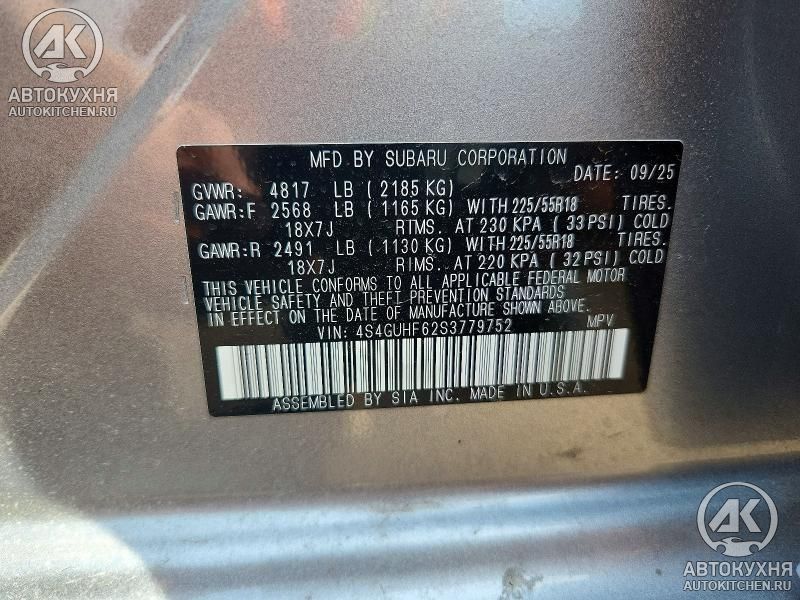 АВТОКУХНЯ
AUTOKITCHEN.RU
MFD BY SUBARU CORPORATION
DATE: 09/25
GVWR: 4817 LB (2185 KG)
GAWR:F 2568 LB (1165 KG) WITH 225/55R18 TIRES.
18X7J RIMS. AT 230 KPA (33 PSI) COLD
GAWR:R 2491 LB (1130 KG) WITH 225/55R18 TIRES.
18X7J RIMS. AT 220 KPA (32 PSI) COLD
THIS VEHICLE CONFORMS TO ALL APPLICABLE FEDERAL MOTOR
VEHICLE SAFETY AND THEFT PREVENTION STANDARDS
IN EFFECT ON THE DATE OF MANUFACTURE SHOWN ABOVE.
VIN: 4S4GUHF62S3779752 MPV
ASSEMBLED BY SIA INC. MADE IN U.S.A.
АВТОКУХНЯ
AUTOKITCHEN.RU